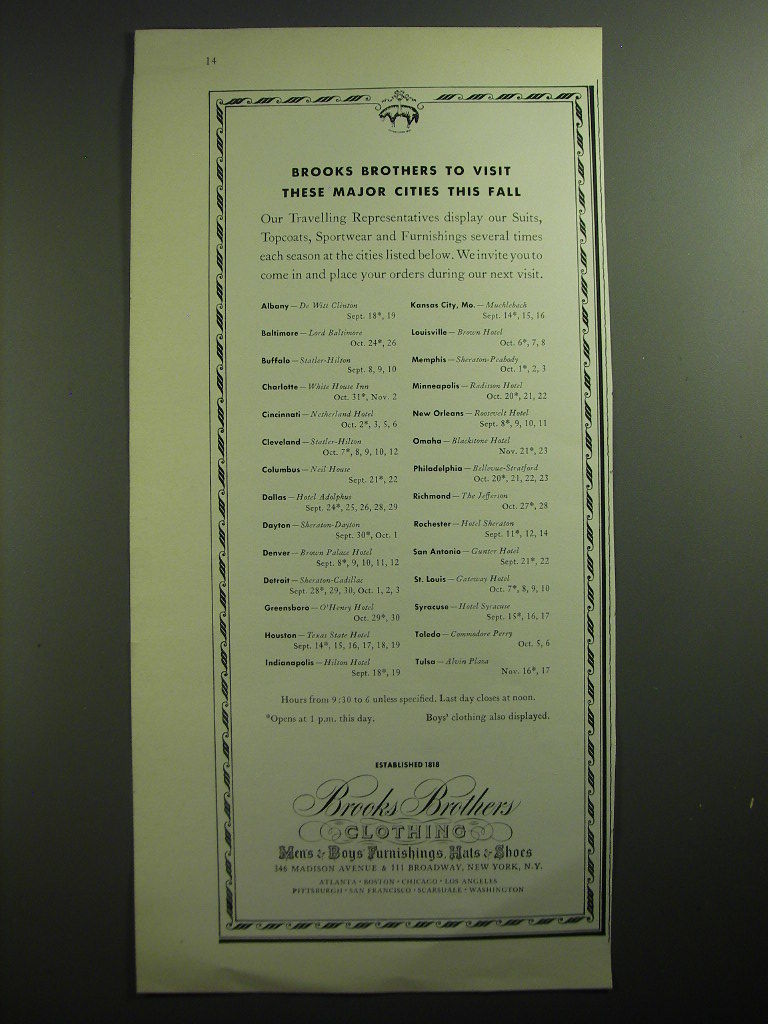 14
BROOKS BROTHERS TO VISIT
THESE MAJOR CITIES THIS FALL
Our Travelling Representatives display our Suits,
Topcoats, Sportwear and Furnishings several times
each season at the cities listed below. We invite you to
come in and place your orders during our next visit.
Albany — De Witt Clinton
Sept. 18*, 19
Baltimore — Lord Baltimore
Oct. 24*, 26
Buffalo — Statler-Hilton
Sept. 8, 9, 10
Charlotte — White House Inn
Oct. 31*, Nov. 2
Cincinnati — Netherland Hotel
Oct. 2*, 3, 5, 6
Cleveland — Statler-Hilton
Oct. 7*, 8, 9, 10, 12
Columbus — Neil House
Sept. 21*, 22
Dallas — Hotel Adolphus
Sept. 24*, 25, 26, 28, 29
Dayton — Sheraton-Dayton
Sept. 30*, Oct. 1
Denver — Brown Palace Hotel
Sept. 8*, 9, 10, 11, 12
Detroit — Sheraton-Cadillac
Sept. 28*, 29, 30, Oct. 1, 2, 3
Greensboro — O'Henry Hotel
Oct. 29*, 30
Houston — Texas State Hotel
Sept. 14*, 15, 16, 17, 18, 19
Indianapolis — Hilton Hotel
Sept. 18*, 19
Kansas City, Mo. — Muehlebach
Sept. 14*, 15, 16
Louisville — Brown Hotel
Oct. 6*, 7, 8
Memphis — Sheraton-Peabody
Oct. 1*, 2, 3
Minneapolis — Radisson Hotel
Oct. 20*, 21, 22
New Orleans — Roosevelt Hotel
Sept. 8*, 9, 10, 11
Omaha — Blackstone Hotel
Nov. 21*, 23
Philadelphia — Bellevue-Stratford
Oct. 20*, 21, 22, 23
Richmond — The Jefferson
Oct. 27*, 28
Rochester — Hotel Sheraton
Sept. 11*, 12, 14
San Antonio — Gunter Hotel
Sept. 21*, 22
St. Louis — Gateway Hotel
Oct. 7*, 8, 9, 10
Syracuse — Hotel Syracuse
Sept. 15*, 16, 17
Toledo — Commodore Perry
Oct. 5, 6
Tulsa — Alvin Plaza
Nov. 16*, 17
Hours from 9:30 to 6 unless specified. Last day closes at noon.
*Opens at 1 p.m. this day. Boys' clothing also displayed.
ESTABLISHED 1818
Brooks Brothers
CLOTHING
Men's & Boys Furnishings, Hats & Shoes
346 MADISON AVENUE & 111 BROADWAY, NEW YORK, N.Y.
ATLANTA • BOSTON • CHICAGO • LOS ANGELES
PITTSBURGH • SAN FRANCISCO • SCARSDALE • WASHINGTON